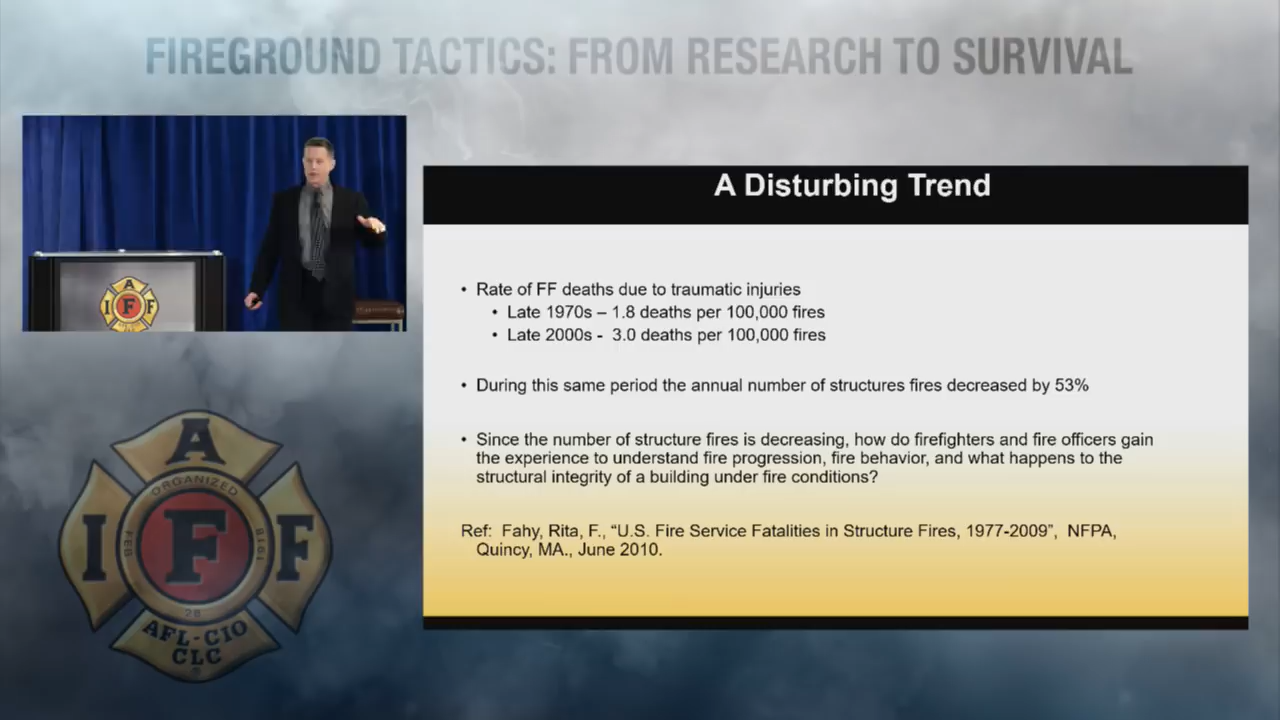 FIREGROUND TACTICS: FROM RESEARCH TO SURVIVAL
A Disturbing Trend
• Rate of FF deaths due to traumatic injuries
• Late 1970s – 1.8 deaths per 100,000 fires
• Late 2000s - 3.0 deaths per 100,000 fires
• During this same period the annual number of structures fires decreased by 53%
• Since the number of structure fires is decreasing, how do firefighters and fire officers gain
the experience to understand fire progression, fire behavior, and what happens to the
structural integrity of a building under fire conditions?
Ref: Fahy, Rita, F., “U.S. Fire Service Fatalities in Structure Fires, 1977-2009”, NFPA,
Quincy, MA., June 2010.
A
I F F
A
ORGANIZED
I F F
FEB 1918
28
AFL-CIO
CLC
®